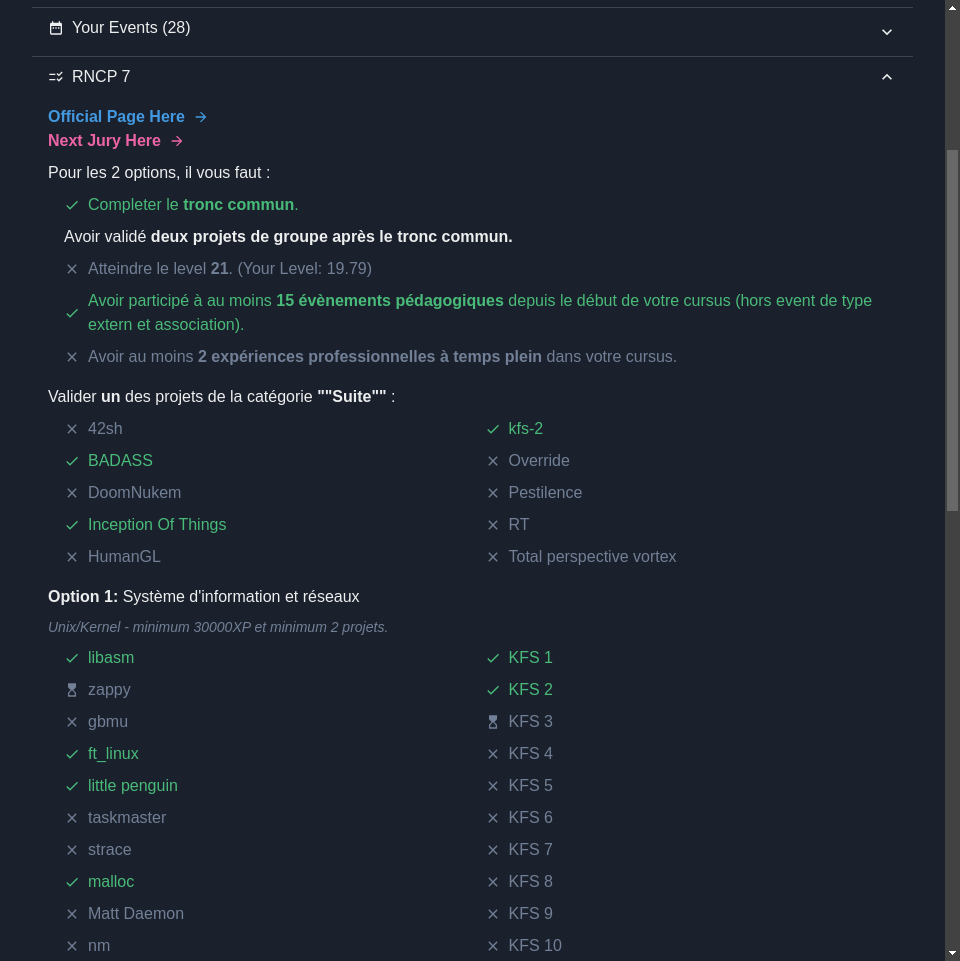 Your Events (28)
RNCP 7
Official Page Here
Next Jury Here
Pour les 2 options, il vous faut :
Completer le tronc commun.
Avoir validé deux projets de groupe après le tronc commun.
Atteindre le level 21. (Your Level: 19.79)
Avoir participé à au moins 15 évènements pédagogiques depuis le début de votre cursus (hors event de type
extern et association).
Avoir au moins 2 expériences professionnelles à temps plein dans votre cursus.
Valider un des projets de la catégorie ""Suite"" :
42sh
kfs-2
BADASS
Override
DoomNukem
Pestilence
Inception Of Things
RT
HumanGL
Total perspective vortex
Option 1: Système d'information et réseaux
Unix/Kernel - minimum 30000XP et minimum 2 projets.
libasm
KFS 1
zappy
KFS 2
gbmu
KFS 3
ft_linux
KFS 4
little penguin
KFS 5
taskmaster
KFS 6
strace
KFS 7
malloc
KFS 8
Matt Daemon
KFS 9
nm
KFS 10